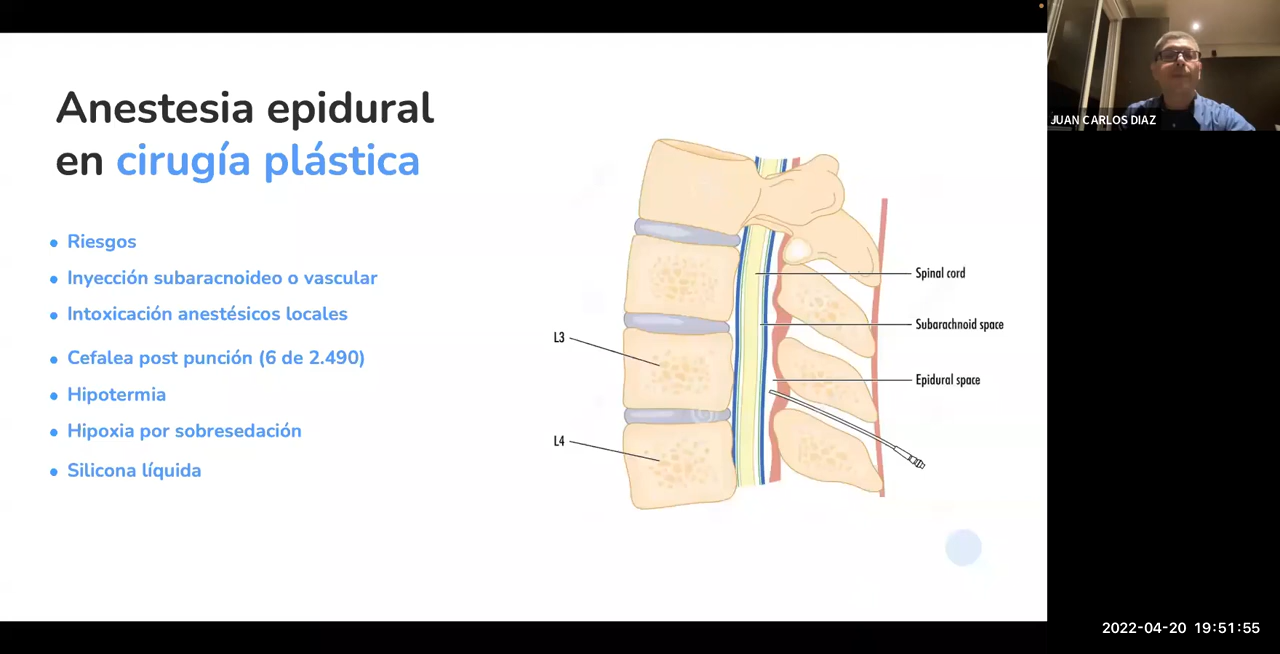 Anestesia epidural
en cirugía plástica
• Riesgos
• Inyección subaracnoideo o vascular
• Intoxicación anestésicos locales
• Cefalea post punción (6 de 2.490)
• Hipotermia
• Hipoxia por sobresedación
• Silicona líquida
L3
L4
Spinal cord
Subarachnoid space
Epidural space
JUAN CARLOS DIAZ
2022-04-20 19:51:55